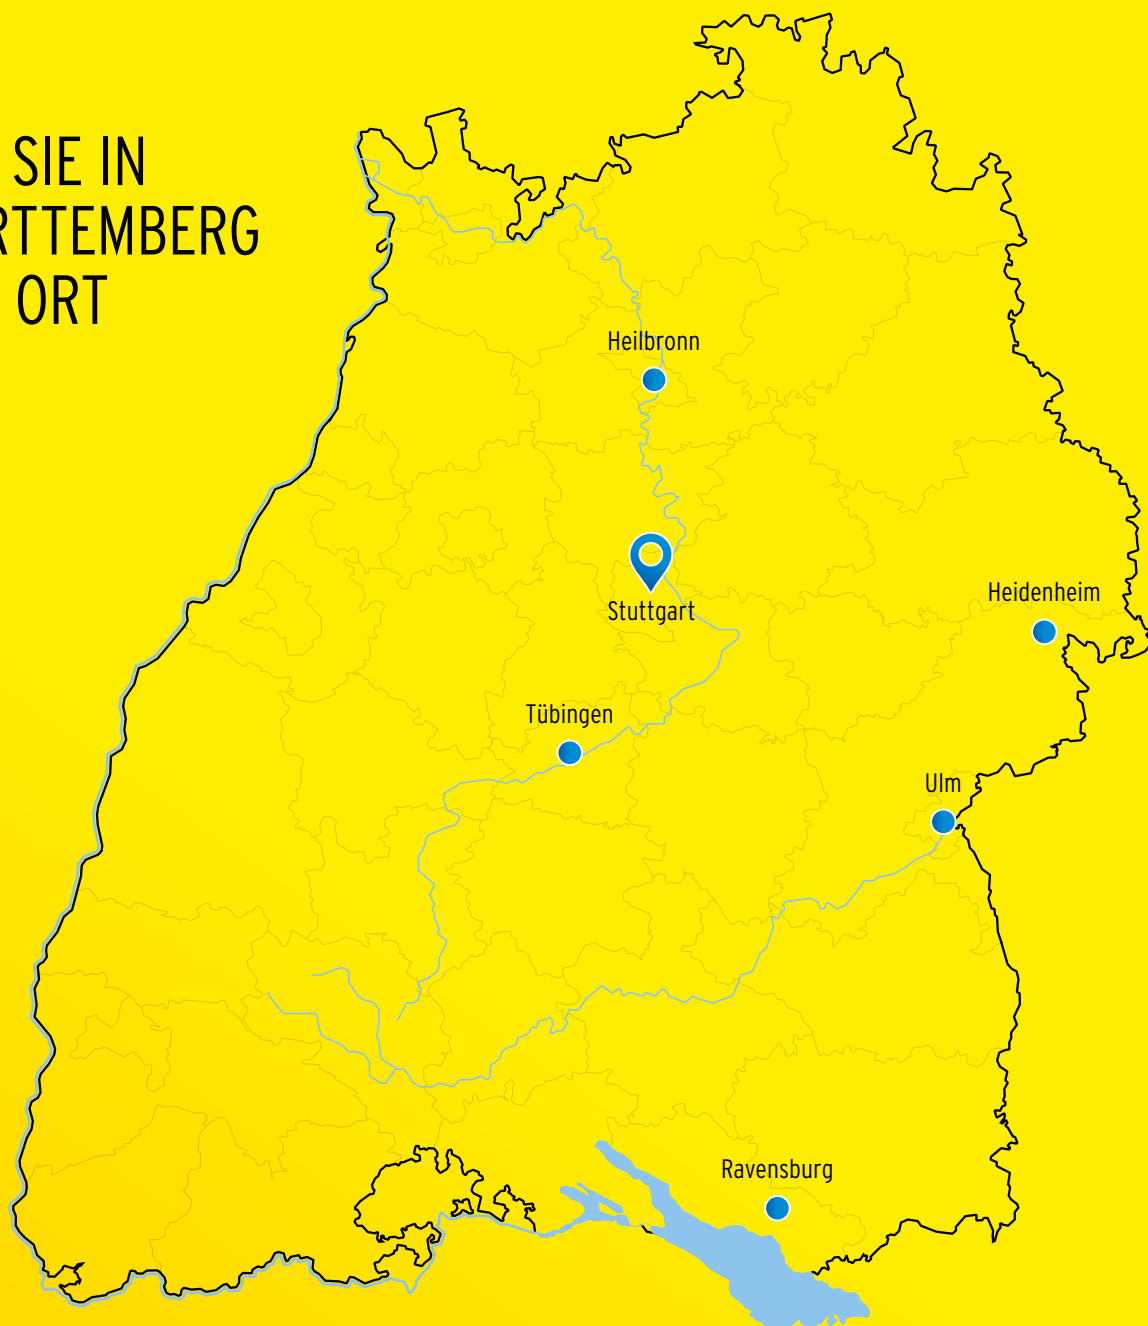 SIE IN
RTTEMBERG
ORT
Heilbronn
Stuttgart
Heidenheim
Tübingen
Ulm
Ravensburg